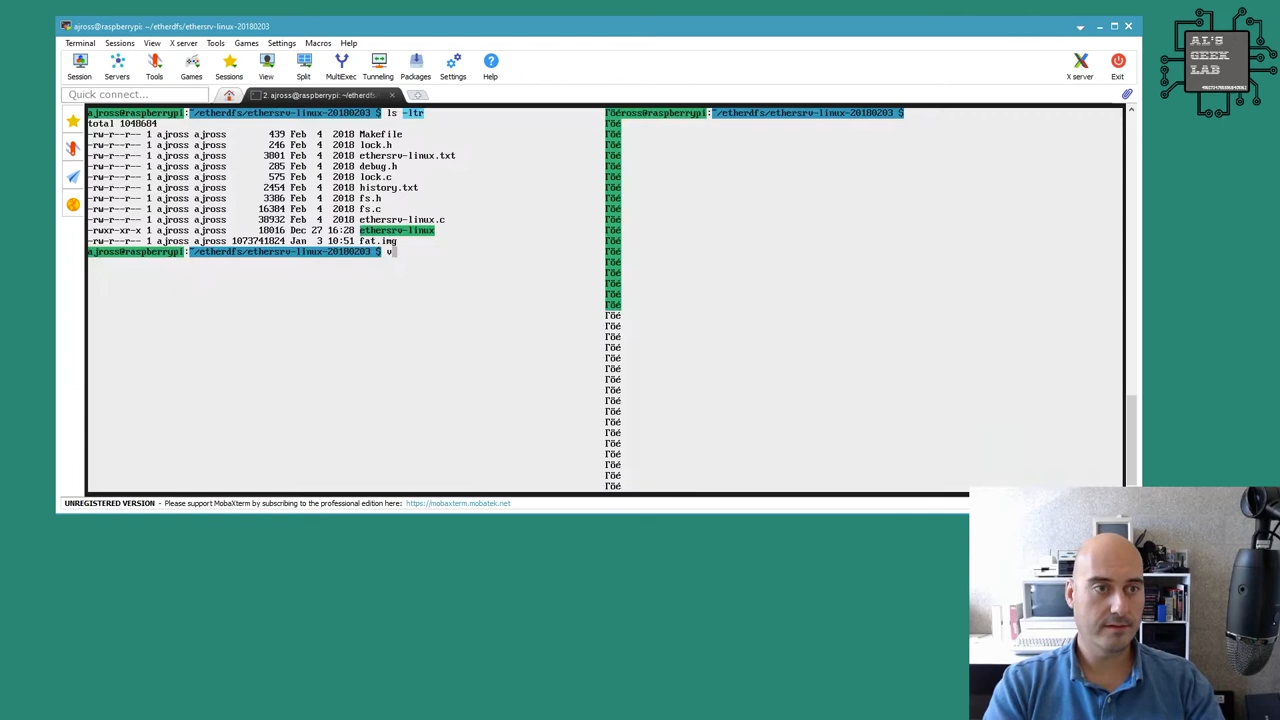 ajross@raspberrypi: ~/etherdfs/ethersrv-linux-20180203
Terminal Sessions View X server Tools Games Settings Macros Help
Session Servers Tools Games Sessions View Split MultiExec Tunneling Packages Settings Help X server Exit
Quick connect... 2. ajross@raspberrypi: ~/etherdfs
ajross@raspberrypi:~/etherdfs/ethersrv-linux-20180203 $ ls -ltr
total 1048684
-rw-r--r-- 1 ajross ajross 439 Feb 4 2018 Makefile
-rw-r--r-- 1 ajross ajross 246 Feb 4 2018 lock.h
-rw-r--r-- 1 ajross ajross 3801 Feb 4 2018 ethersrv-linux.txt
-rw-r--r-- 1 ajross ajross 285 Feb 4 2018 debug.h
-rw-r--r-- 1 ajross ajross 575 Feb 4 2018 lock.c
-rw-r--r-- 1 ajross ajross 2454 Feb 4 2018 history.txt
-rw-r--r-- 1 ajross ajross 3386 Feb 4 2018 fs.h
-rw-r--r-- 1 ajross ajross 16384 Feb 4 2018 fs.c
-rw-r--r-- 1 ajross ajross 38932 Feb 4 2018 ethersrv-linux.c
-rwxr-xr-x 1 ajross ajross 18016 Dec 27 16:28 ethersrv-linux
-rw-r--r-- 1 ajross ajross 1073741824 Jan 3 10:51 fat.img
ajross@raspberrypi:~/etherdfs/ethersrv-linux-20180203 $ v
ross@raspberrypi:~/etherdfs/ethersrv-linux-20180203 $
UNREGISTERED VERSION - Please support MobaXterm by subscribing to the professional edition here: https://mobaxterm.mobatek.net
AL'S
GEEK
LAB